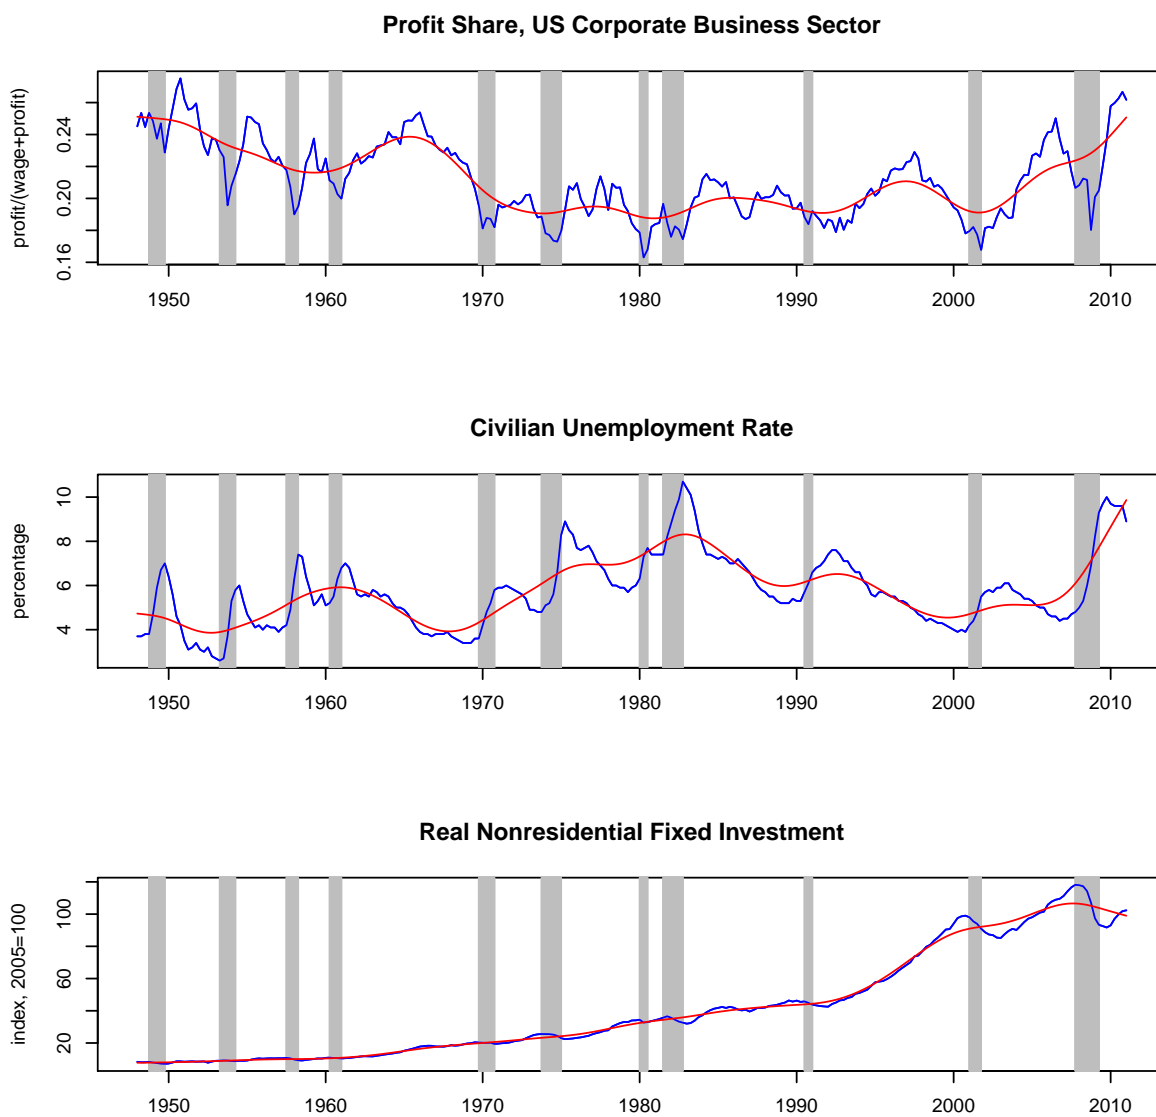 Profit Share, US Corporate Business Sector
profit/(wage+profit)
0.24
0.20
0.16
1950 1960 1970 1980 1990 2000 2010
Civilian Unemployment Rate
percentage
10
8
6
4
1950 1960 1970 1980 1990 2000 2010
Real Nonresidential Fixed Investment
index, 2005=100
100
60
20
1950 1960 1970 1980 1990 2000 2010